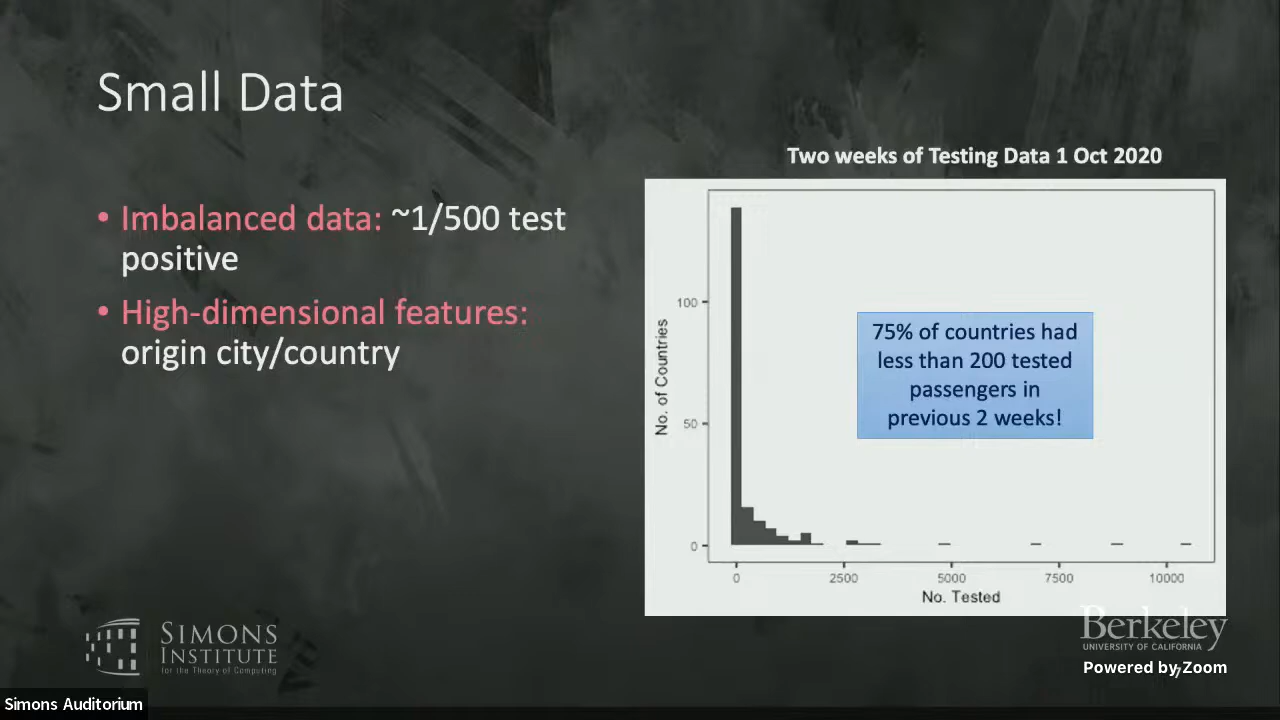 Small Data
• Imbalanced data: ~1/500 test
positive
• High-dimensional features:
origin city/country
Two weeks of Testing Data 1 Oct 2020
No. of Countries
100
50
0
75% of countries had
less than 200 tested
passengers in
previous 2 weeks!
0
2500
5000
7500
10000
No. Tested
SIMONS
INSTITUTE
for the Theory of Computing
Berkeley
UNIVERSITY OF CALIFORNIA
Powered by Zoom
Simons Auditorium